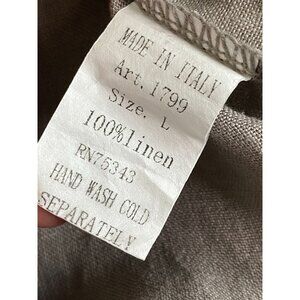 MADE IN ITALY
Art. 1799
Size. L
100%linen
RN75343
HAND WASH COLD
SEPARATELY